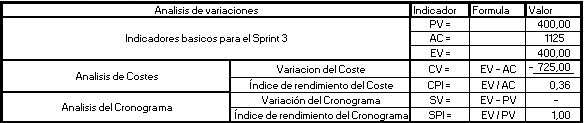 Analisis de variaciones Indicador Formula Valor
Indicadores basicos para el Sprint 3 PV = 400,00
AC = 1125
EV = 400,00
Analisis de Costes Variacion del Coste CV = EV - AC - 725,00
Índice de rendimiento del Coste CPI = EV / AC 0,36
Analisis del Cronograma Variación del Cronograma SV = EV - PV -
Índice de rendimiento del Cronograma SPI = EV / PV 1,00